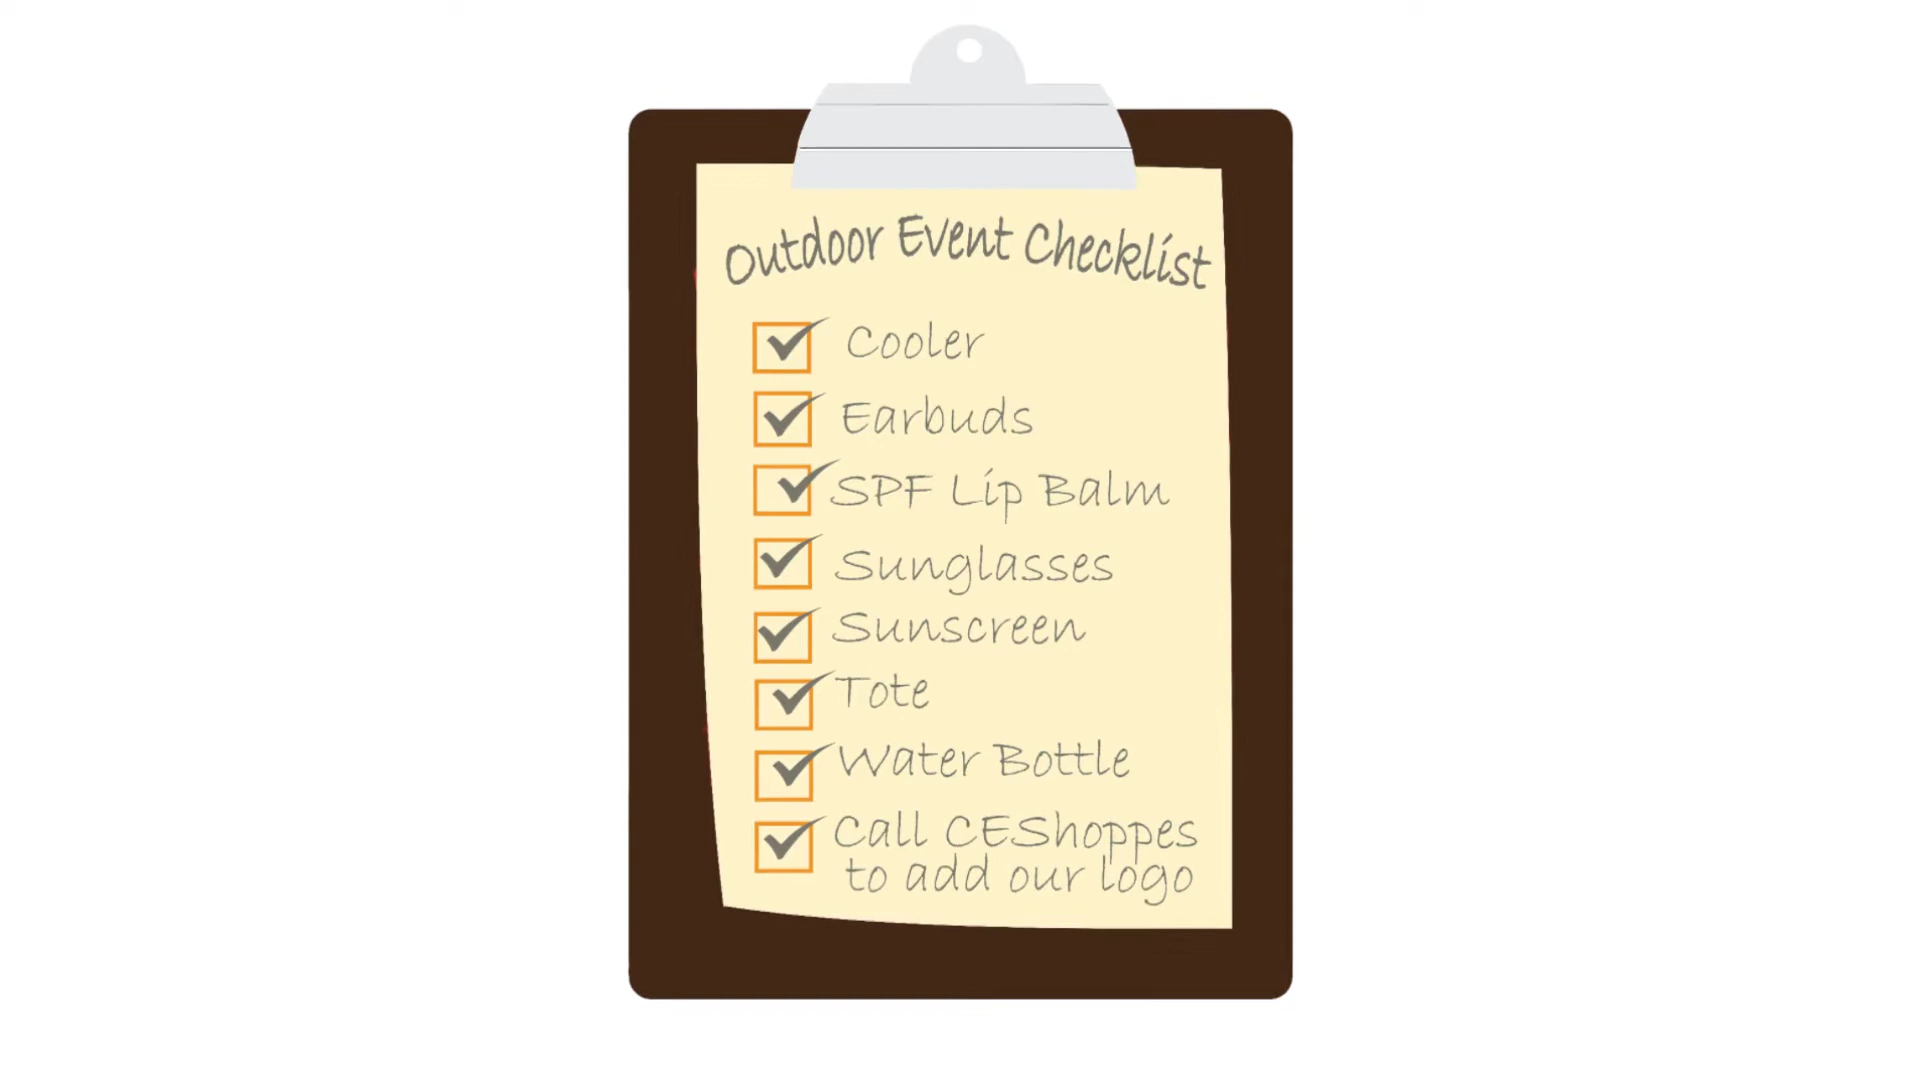 Outdoor Event Checklist
Cooler
Earbuds
SPF Lip Balm
Sunglasses
Sunscreen
Tote
Water Bottle
Call CEShoppes
to add our logo